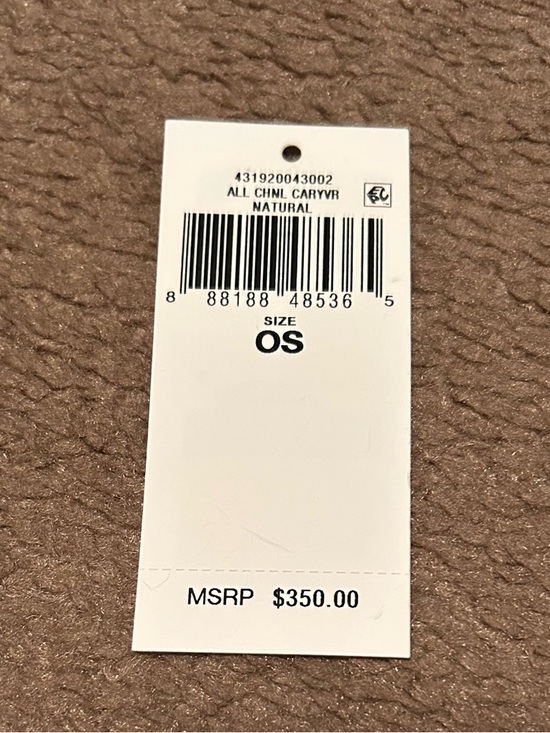 431920043002
ALL CHNL CARYVR
NATURAL
8 88188 48536 5
SIZE
OS
MSRP $350.00